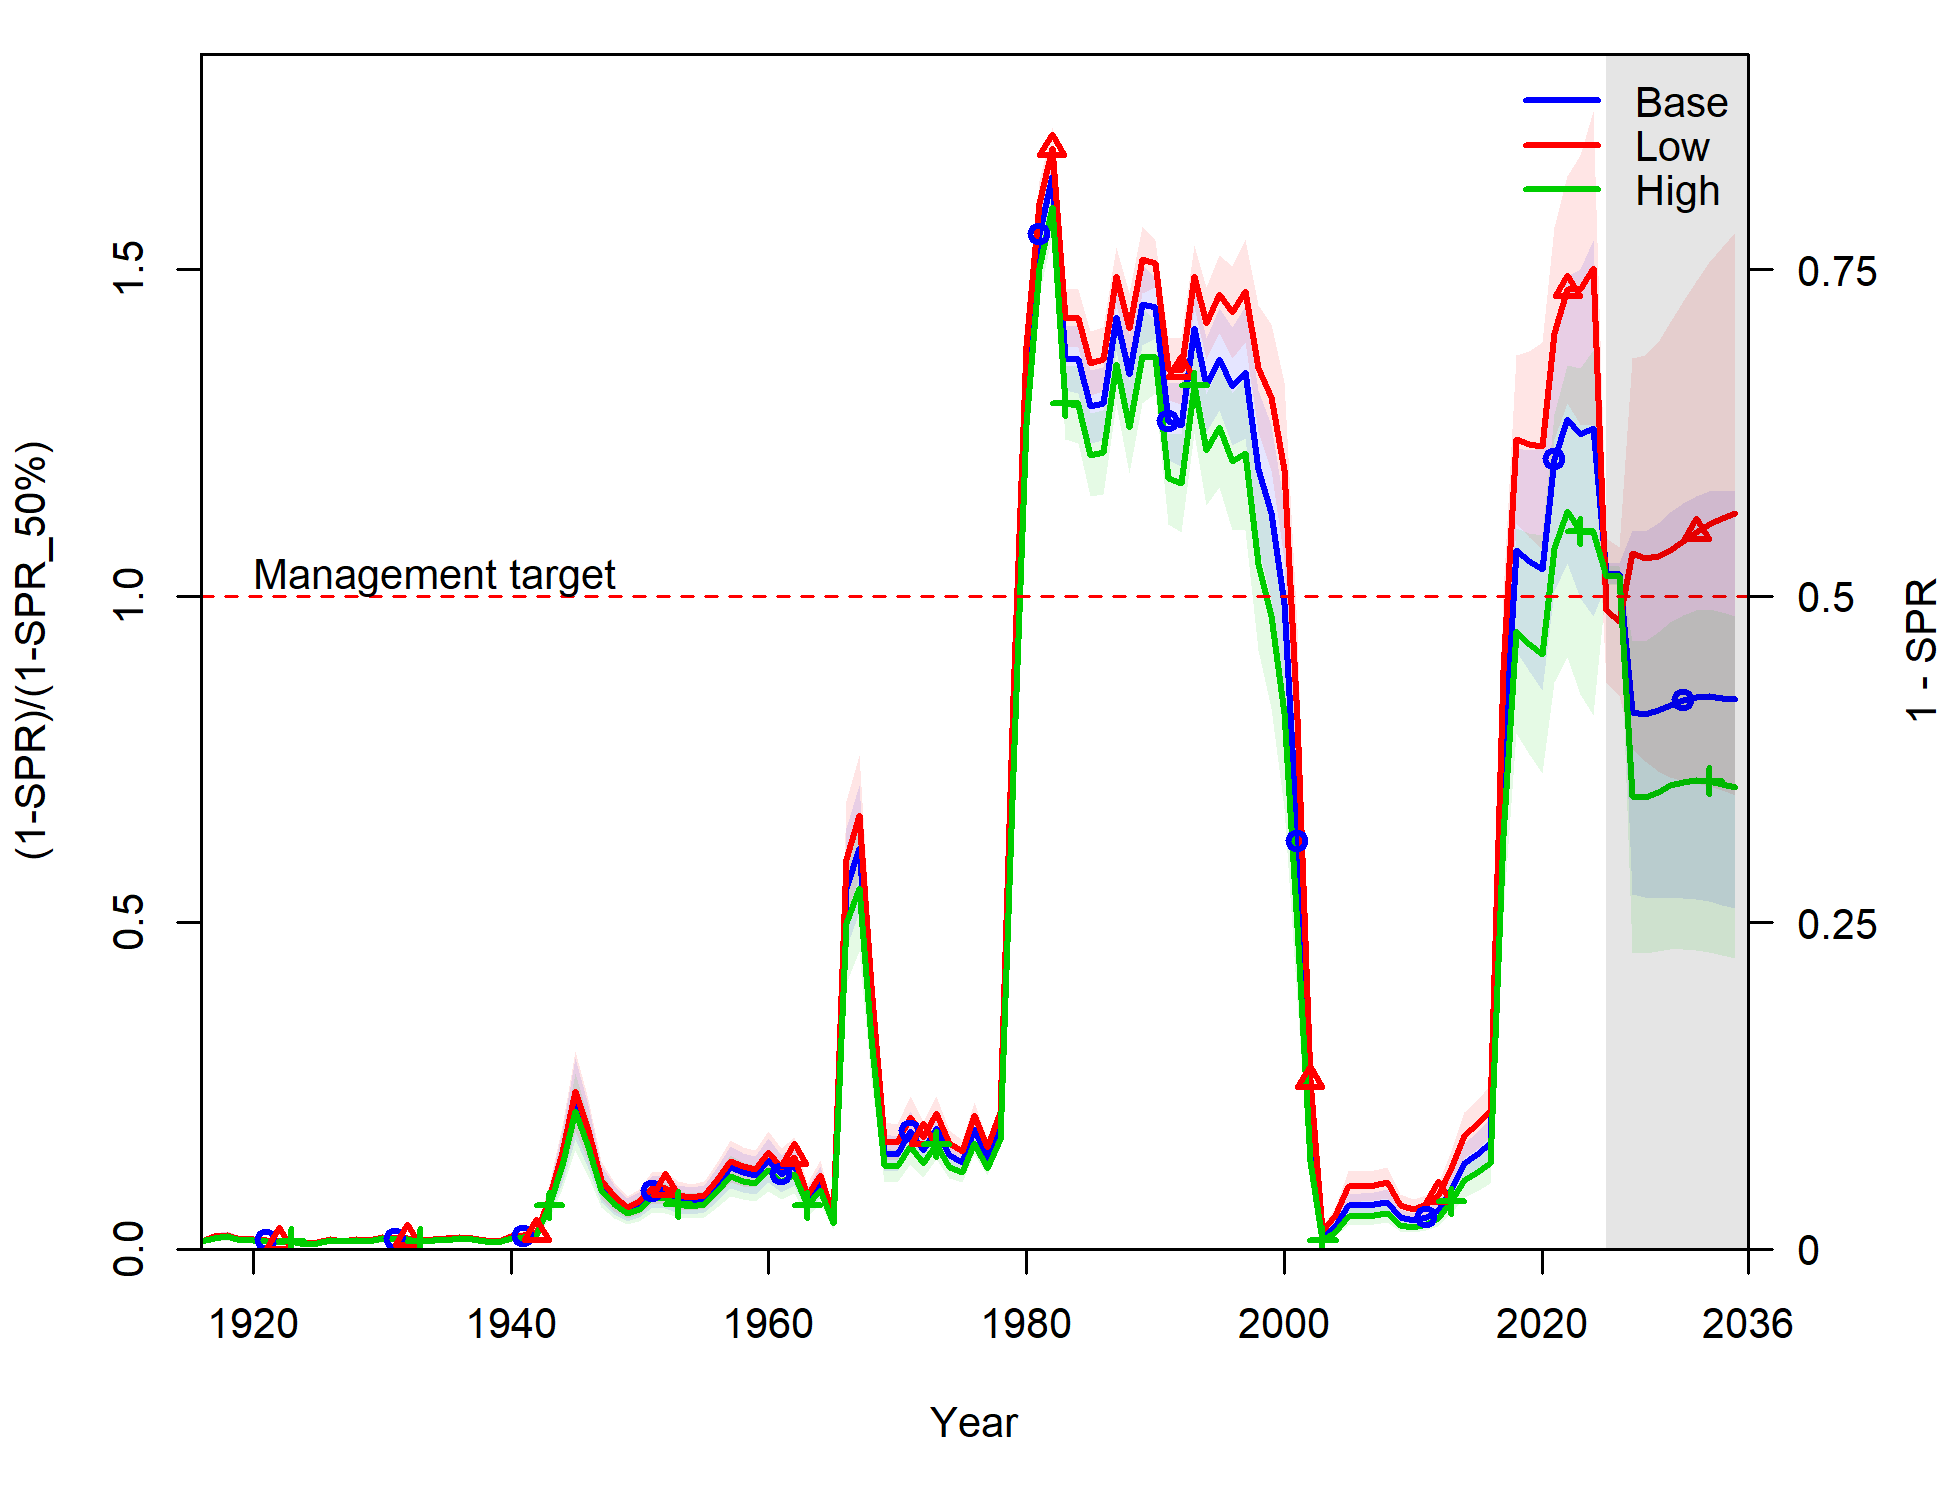 Base
Low
High
Management target
(1-SPR)/(1-SPR_50%)
0.0
0.5
1.0
1.5
0
0.25
0.5
0.75
1 - SPR
1920
1940
1960
1980
2000
2020
2036
Year